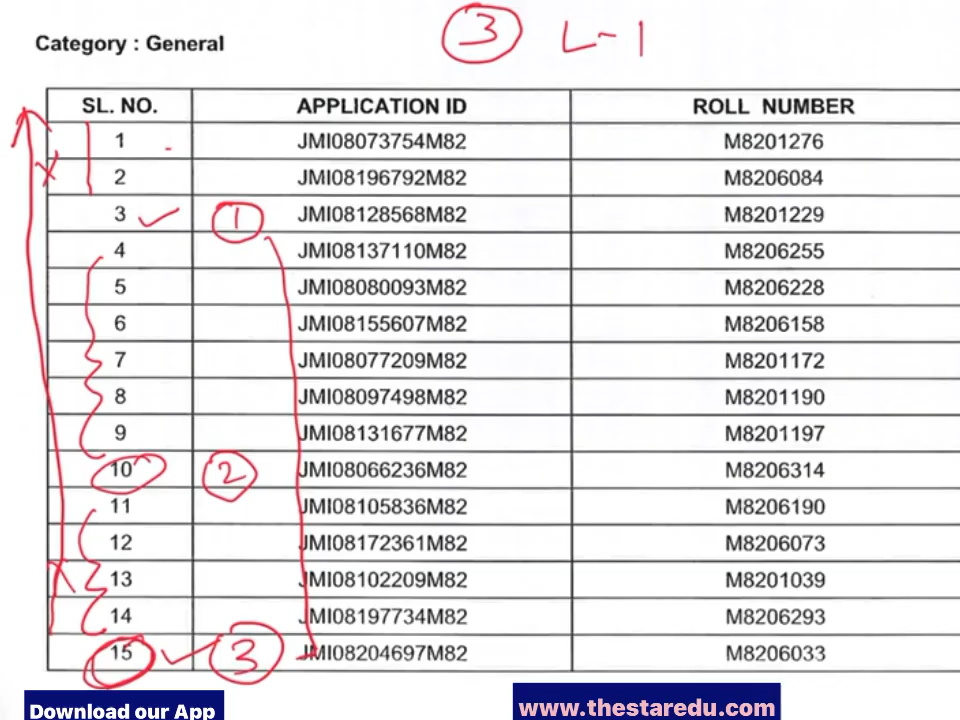 3 L-1
Category : General
SL. NO. APPLICATION ID ROLL NUMBER
1 JMI08073754M82 M8201276
2 JMI08196792M82 M8206084
3 1 JMI08128568M82 M8201229
4 JMI08137110M82 M8206255
5 JMI08080093M82 M8206228
6 JMI08155607M82 M8206158
7 JMI08077209M82 M8201172
8 JMI08097498M82 M8201190
9 JMI08131677M82 M8201197
10 2 JMI08066236M82 M8206314
11 JMI08105836M82 M8206190
12 JMI08172361M82 M8206073
13 JMI08102209M82 M8201039
14 JMI08197734M82 M8206293
15 3 JMI08204697M82 M8206033
Download our App www.thestaredu.com